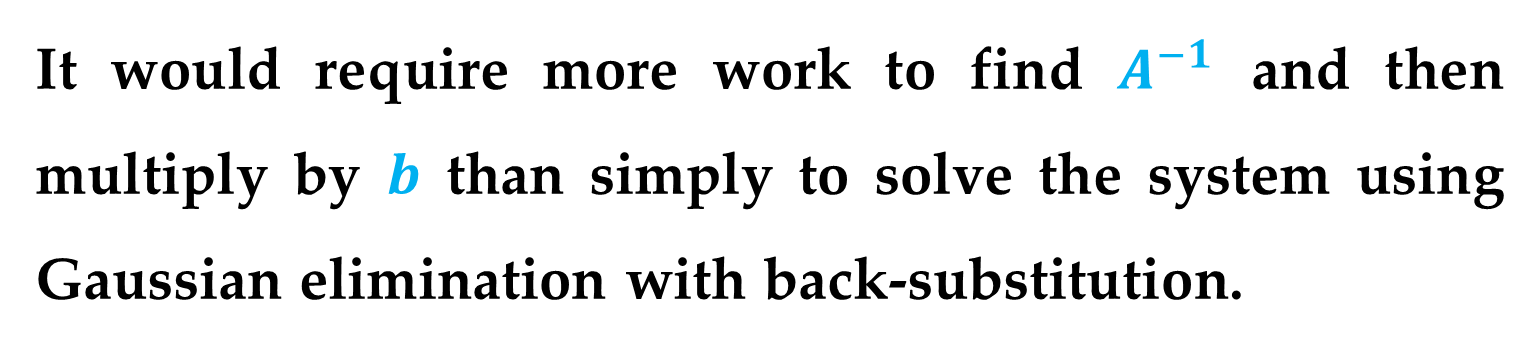 It would require more work to find A⁻¹ and then
multiply by b than simply to solve the system using
Gaussian elimination with back-substitution.